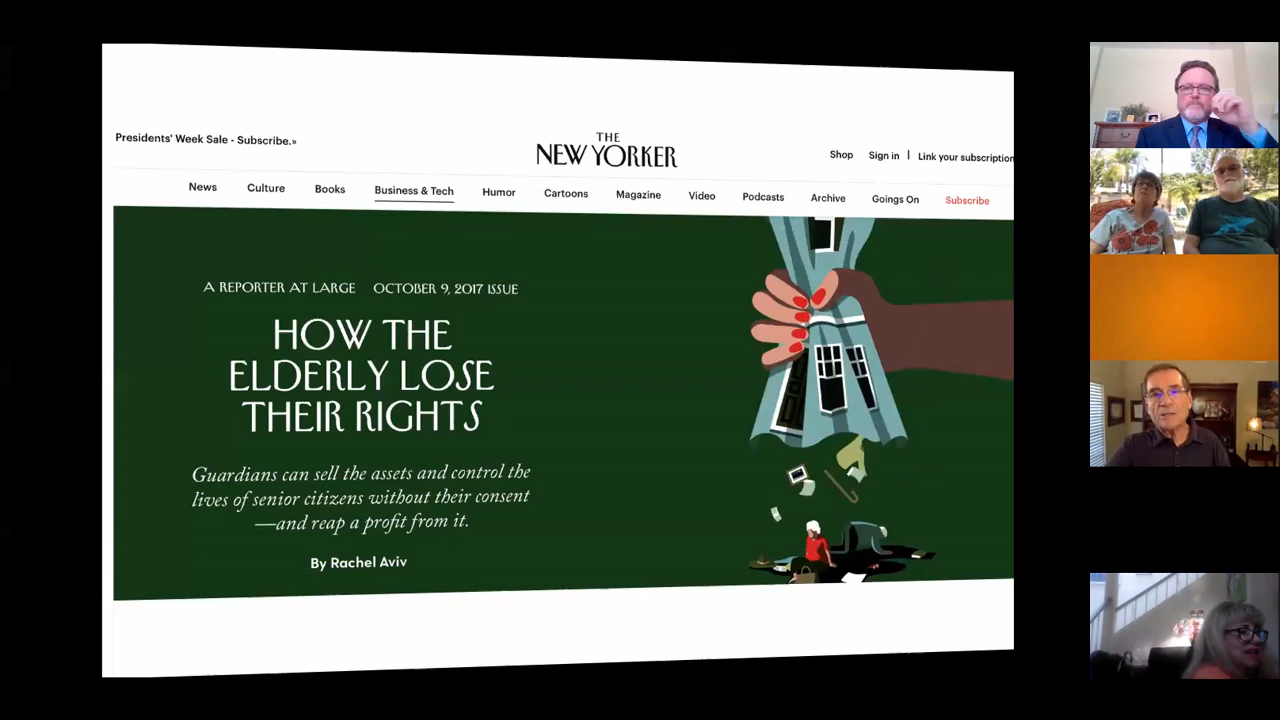 Presidents' Week Sale - Subscribe.»
THE
NEW YORKER
Shop Sign in | Link your subscription
News Culture Books Business & Tech Humor Cartoons Magazine Video Podcasts Archive Goings On Subscribe
A REPORTER AT LARGE OCTOBER 9, 2017 ISSUE
HOW THE
ELDERLY LOSE
THEIR RIGHTS
Guardians can sell the assets and control the
lives of senior citizens without their consent
—and reap a profit from it.
By Rachel Aviv